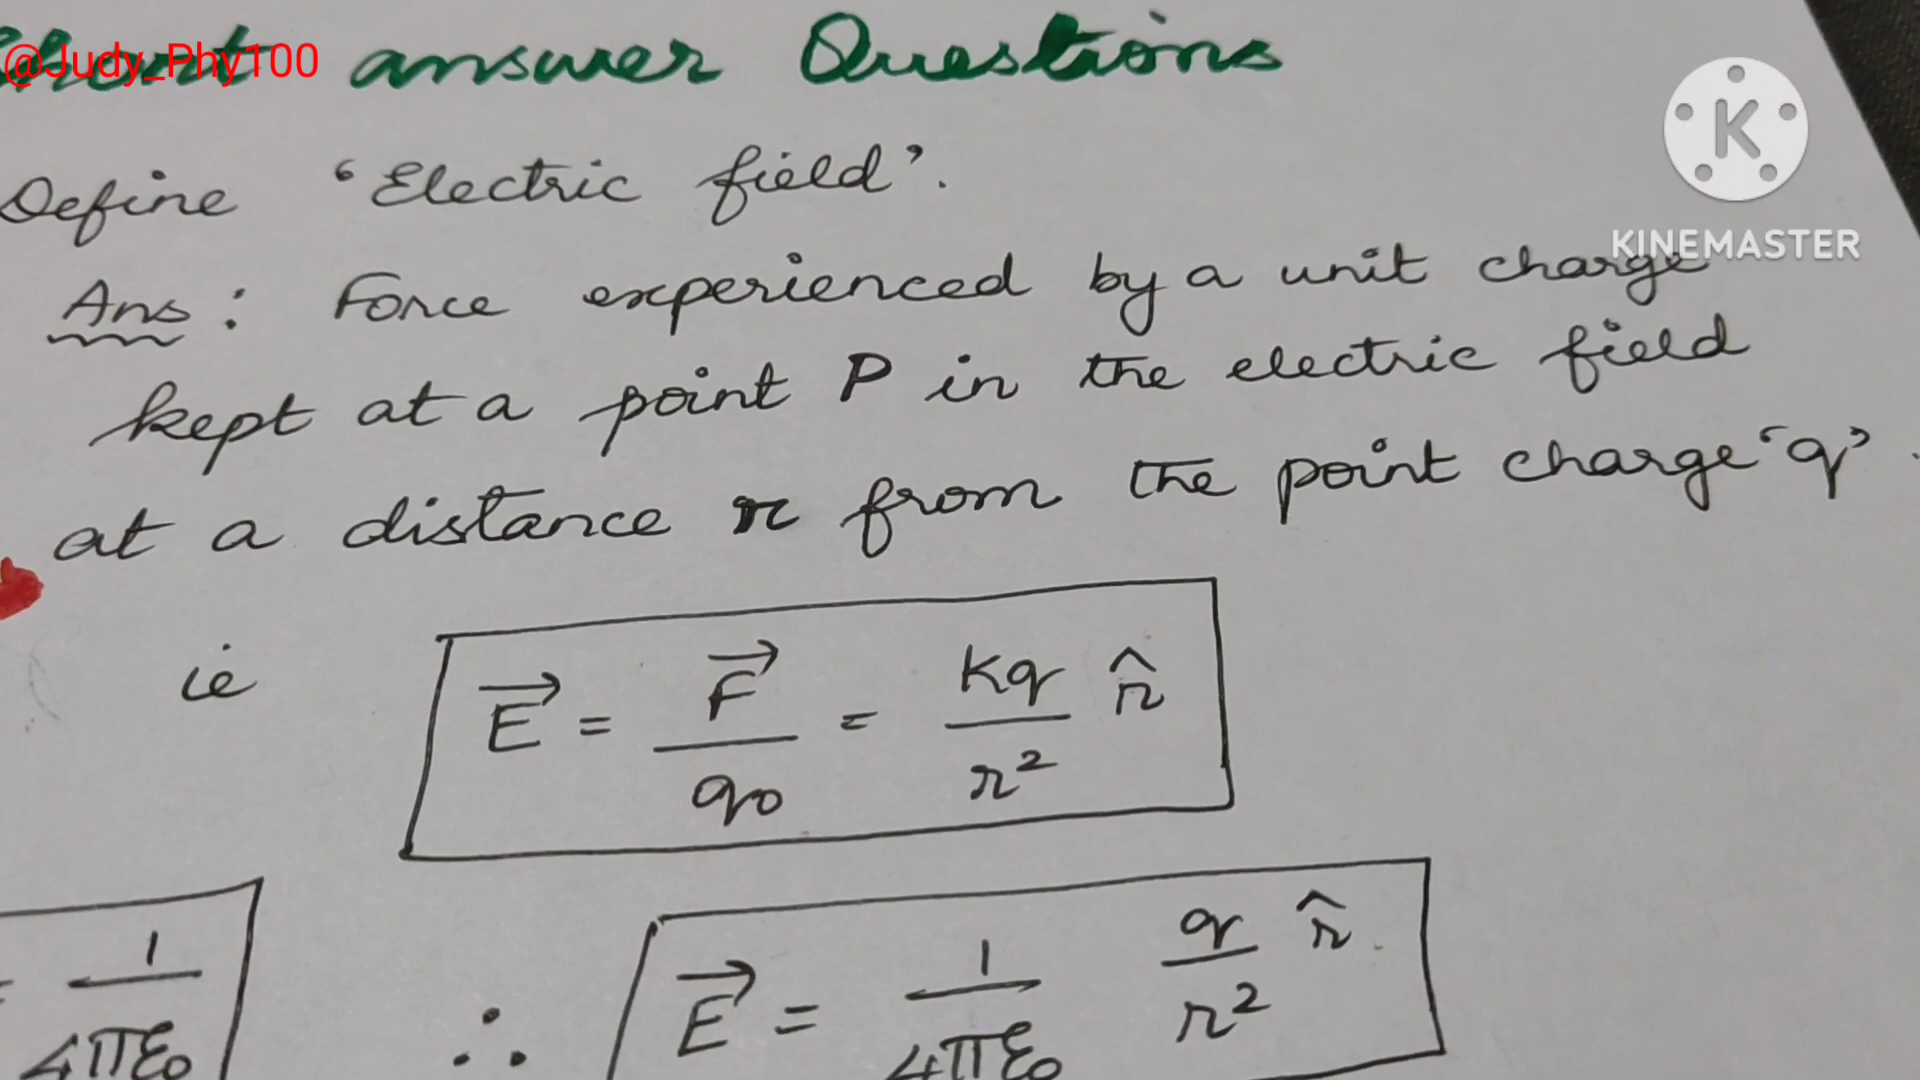 @Judy_Phy100
Short answer Questions
Define 'Electric field'.
Ans : Force experienced by a unit charge
kept at a point P in the electric field
at a distance r from the point charge 'q'.
ie E⃗ = F⃗/q₀ = Kq/r² r̂
= 1/4πε₀ ∴ E⃗ = 1/4πε₀ q/r² r̂
K
KINEMASTER